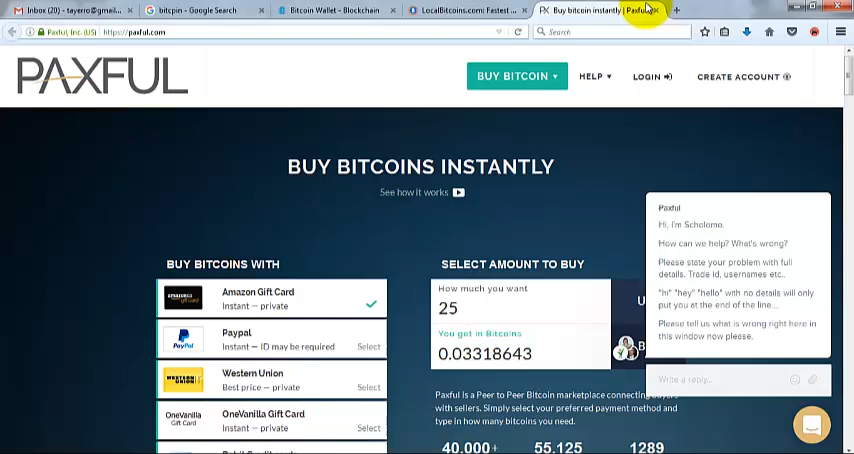 Inbox (20) - tayerro@gmail....
bitcpin - Google Search
Bitcoin Wallet - Blockchain
LocalBitcoins.com: Fastest ...
Buy bitcoin instantly | Paxful
Paxful, Inc. (US)
https://paxful.com
Search
PAXFUL
BUY BITCOIN
HELP
LOGIN
CREATE ACCOUNT
BUY BITCOINS INSTANTLY
See how it works
BUY BITCOINS WITH
Amazon Gift Card
Instant — private
Paypal
Instant — ID may be required
Select
PayPal
Western Union
Best price — private
Select
WESTERN UNION
OneVanilla Gift Card
Instant — private
Select
OneVanilla
Gift Card
SELECT AMOUNT TO BUY
How much you want
25
U
You get in Bitcoins
0.03318643
B
Paxful is a Peer to Peer Bitcoin marketplace connecting buyers
with sellers. Simply select your preferred payment method and
type in how many bitcoins you need.
40,000+
55,125
1289
Paxful
Hi, I'm Scholomo.
How can we help? What's wrong?
Please state your problem with full
details. Trade id, usernames etc..
"hi" "hey" "hello" with no details will only
put you at the end of the line....
Please tell us what is wrong right here in
this window now please.
Write a reply...